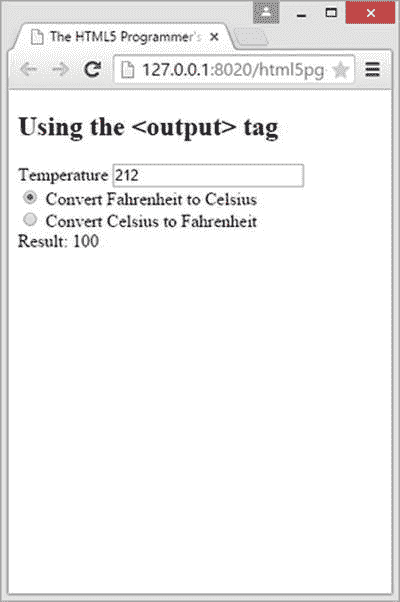 The HTML5 Programmer's
127.0.0.1:8020/html5pg
Using the <output> tag
Temperature 212
Convert Fahrenheit to Celsius
Convert Celsius to Fahrenheit
Result: 100